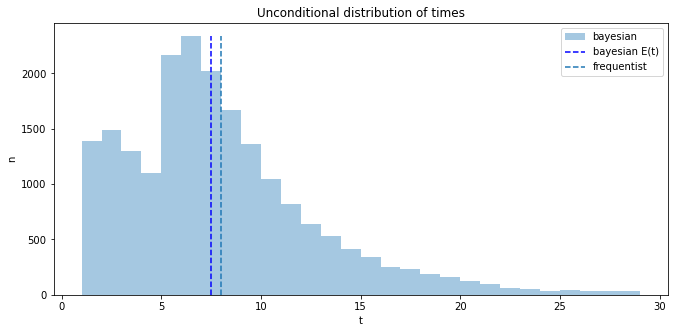 Unconditional distribution of times
bayesian
bayesian E(t)
frequentist
n
2000
1500
1000
500
0
0 5 10 15 20 25 30
t